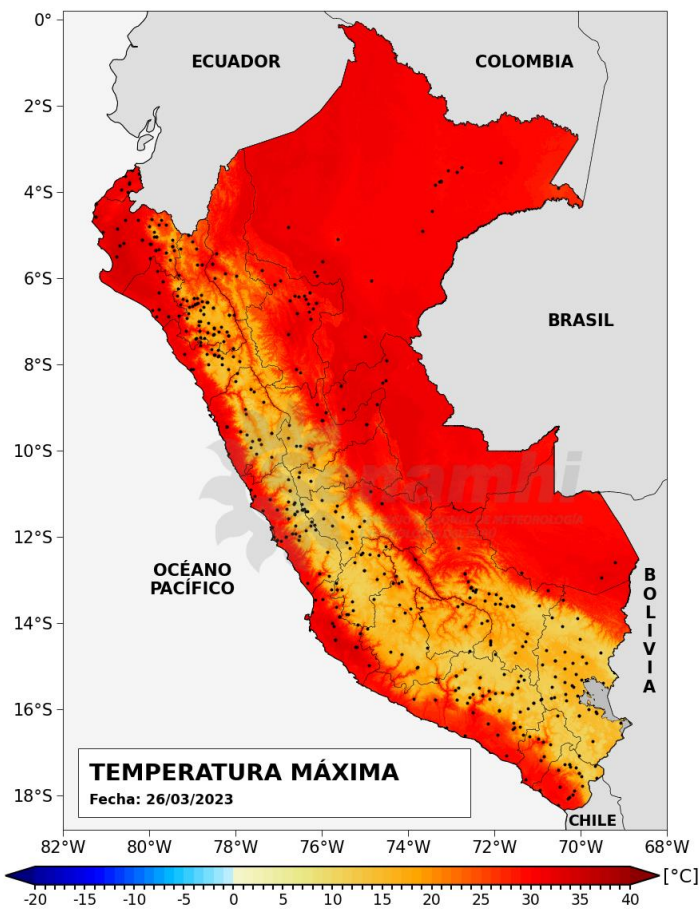 0°
2°S
4°S
6°S
8°S
10°S
12°S
14°S
16°S
18°S
ECUADOR
COLOMBIA
BRASIL
OCÉANO
PACÍFICO
B
O
L
I
V
I
A
CHILE
TEMPERATURA MÁXIMA
Fecha: 26/03/2023
82°W 80°W 78°W 76°W 74°W 72°W 70°W 68°W
-20 -15 -10 -5 0 5 10 15 20 25 30 35 40 [°C]